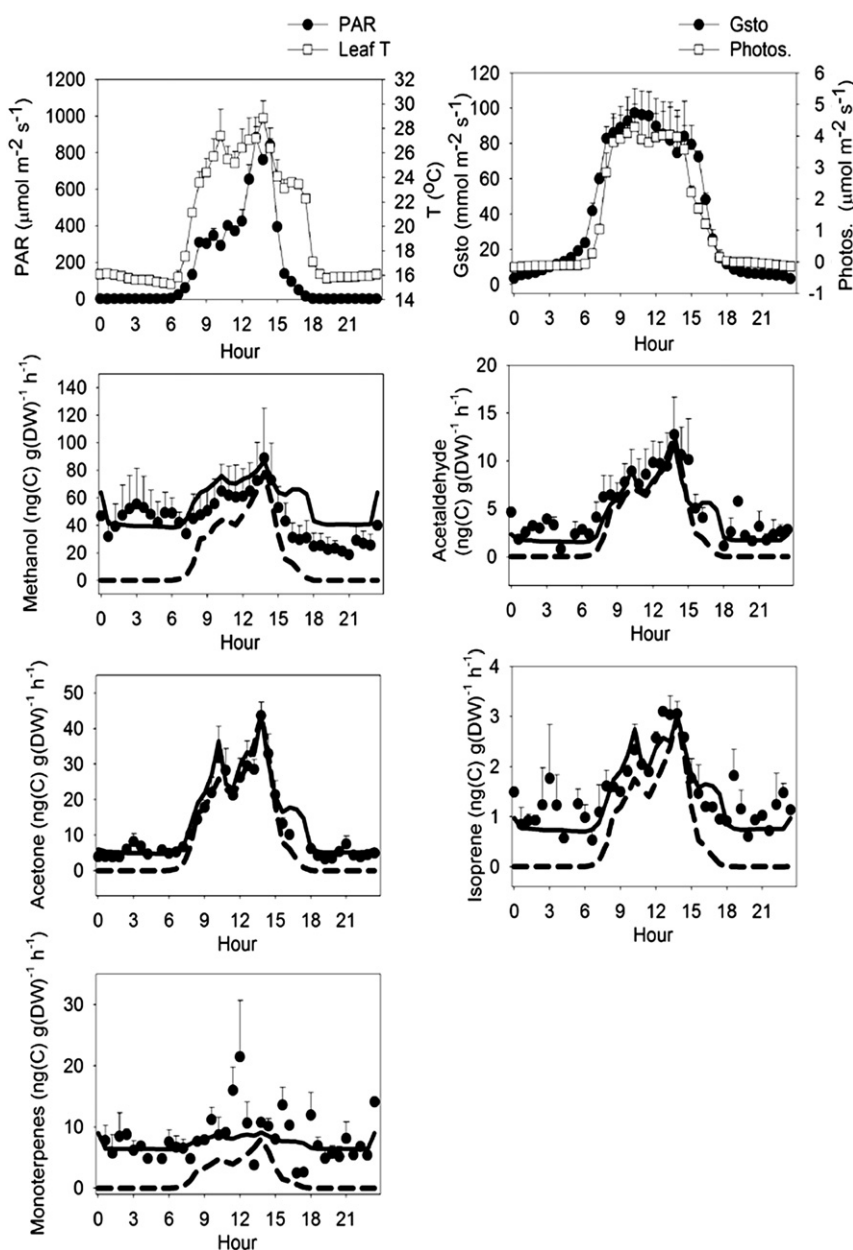 PAR
Leaf T
Gsto
Photos.
1200
1000
800
600
400
200
0
PAR (μmol m⁻² s⁻¹)
32
30
28
26
24
22
20
18
16
14
T (°C)
0 3 6 9 12 15 18 21
Hour
120
100
80
60
40
20
0
Gsto (mmol m⁻² s⁻¹)
6
5
4
3
2
1
0
-1
Photos. (μmol m⁻² s⁻¹)
0 3 6 9 12 15 18 21
Hour
140
120
100
80
60
40
20
0
Methanol (ng(C) g(DW)⁻¹ h⁻¹)
0 3 6 9 12 15 18 21
Hour
20
15
10
5
0
Acetaldehyde
(ng(C) g(DW)⁻¹ h⁻¹)
0 3 6 9 12 15 18 21
Hour
50
40
30
20
10
0
Acetone (ng(C) g(DW)⁻¹ h⁻¹)
0 3 6 9 12 15 18 21
Hour
4
3
2
1
0
Isoprene (ng(C) g(DW)⁻¹ h⁻¹)
0 3 6 9 12 15 18 21
Hour
30
20
10
0
Monoterpenes (ng(C) g(DW)⁻¹ h⁻¹)
0 3 6 9 12 15 18 21
Hour